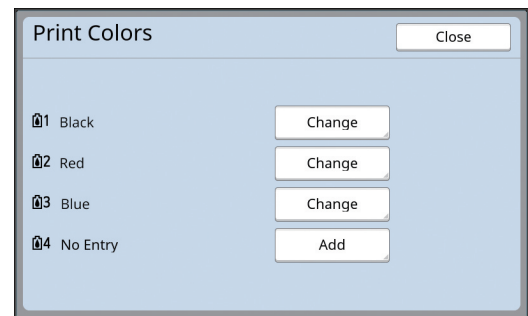 Print Colors
Close
1 Black Change
2 Red Change
3 Blue Change
4 No Entry Add